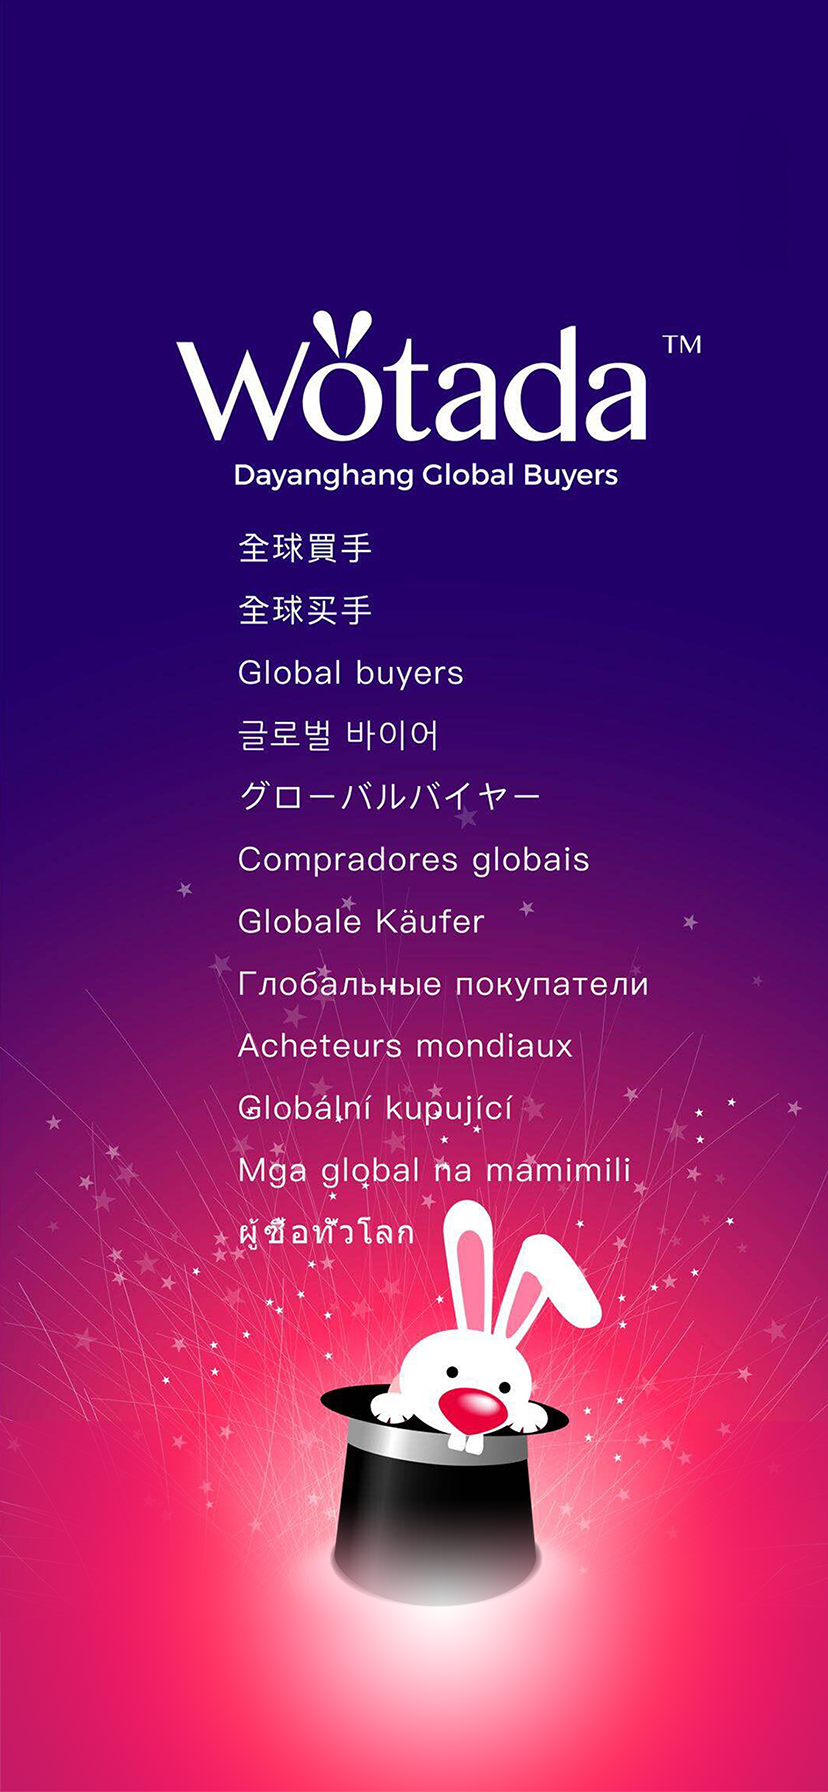 Wotada TM
Dayanghang Global Buyers
全球買手
全球买手
Global buyers
글로벌 바이어
グローバルバイヤー
Compradores globais
Globale Käufer
Глобальные покупатели
Acheteurs mondiaux
Globální kupující
Mga global na mamimili
ผู้ซื้อทั่วโลก